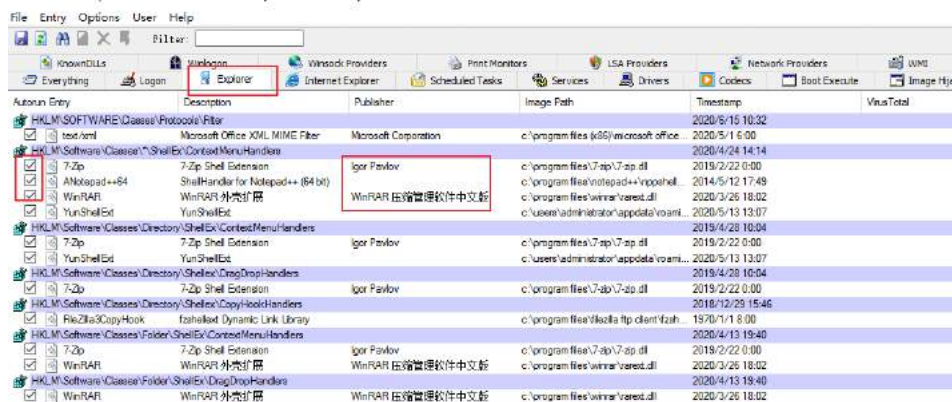 File Entry Options User Help
Filter:
KnownDLLs Winlogon Winsock Providers Print Monitors LSA Providers Network Providers WMI
Everything Logon Explorer Internet Explorer Scheduled Tasks Services Drivers Codecs Boot Execute Image Hije
Autorun Entry Description Publisher Image Path Timestamp VirusTotal
HKLM\SOFTWARE\Classes\Protocols\Filter 2020/6/15 10:32
text/xml Microsoft Office XML MIME Filter Microsoft Corporation c:\program files (x86)\microsoft office... 2020/5/1 6:00
HKLM\Software\Classes\*\ShellEx\ContextMenuHandlers 2020/4/24 14:14
7-Zip 7-Zip Shell Extension Igor Pavlov c:\program files\7-zip\7-zip.dll 2019/2/22 0:00
ANotepad++64 ShellHandler for Notepad++ (64 bit) c:\program files\notepad++\nppshell... 2014/5/12 17:49
WinRAR WinRAR 外壳扩展 WinRAR 压缩管理软件中文版 c:\program files\winrar\rarext.dll 2020/3/26 18:02
YunShellExt YunShellExt c:\users\administrator\appdata\roami... 2020/5/13 13:07
HKLM\Software\Classes\Directory\ShellEx\ContextMenuHandlers 2019/4/28 10:04
7-Zip 7-Zip Shell Extension Igor Pavlov c:\program files\7-zip\7-zip.dll 2019/2/22 0:00
YunShellExt YunShellExt c:\users\administrator\appdata\roami... 2020/5/13 13:07
HKLM\Software\Classes\Directory\Shellex\DragDropHandlers 2019/4/28 10:04
7-Zip 7-Zip Shell Extension Igor Pavlov c:\program files\7-zip\7-zip.dll 2019/2/22 0:00
HKLM\Software\Classes\Directory\Shellex\CopyHookHandlers 2018/12/29 15:46
FileZilla3CopyHook fzshellext Dynamic Link Library c:\program files\filezilla ftp client\fzsh... 1970/1/1 8:00
HKLM\Software\Classes\Folder\ShellEx\ContextMenuHandlers 2020/4/13 19:40
7-Zip 7-Zip Shell Extension Igor Pavlov c:\program files\7-zip\7-zip.dll 2019/2/22 0:00
WinRAR WinRAR 外壳扩展 WinRAR 压缩管理软件中文版 c:\program files\winrar\rarext.dll 2020/3/26 18:02
HKLM\Software\Classes\Folder\ShellEx\DragDropHandlers 2020/4/13 19:40
WinRAR WinRAR 外壳扩展 WinRAR 压缩管理软件中文版 c:\program files\winrar\rarext.dll 2020/3/26 18:02